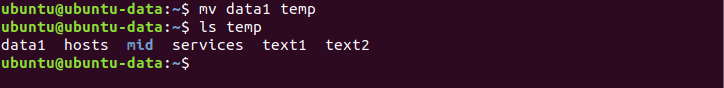 ubuntu@ubuntu-data:~$ mv data1 temp
ubuntu@ubuntu-data:~$ ls temp
data1  hosts  mid  services  text1  text2
ubuntu@ubuntu-data:~$